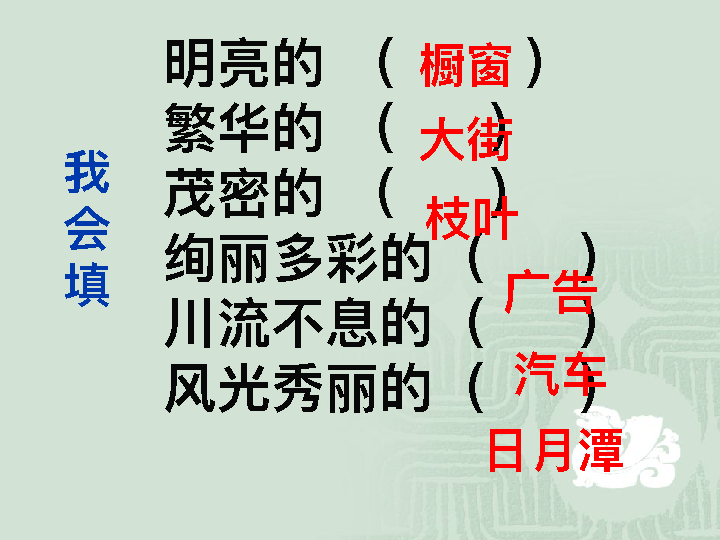 我会填
明亮的 （ 橱窗 ）
繁华的 （ 大街 ）
茂密的 （ 枝叶 ）
绚丽多彩的（ 广告 ）
川流不息的（ 汽车 ）
风光秀丽的（ 日月潭 ）